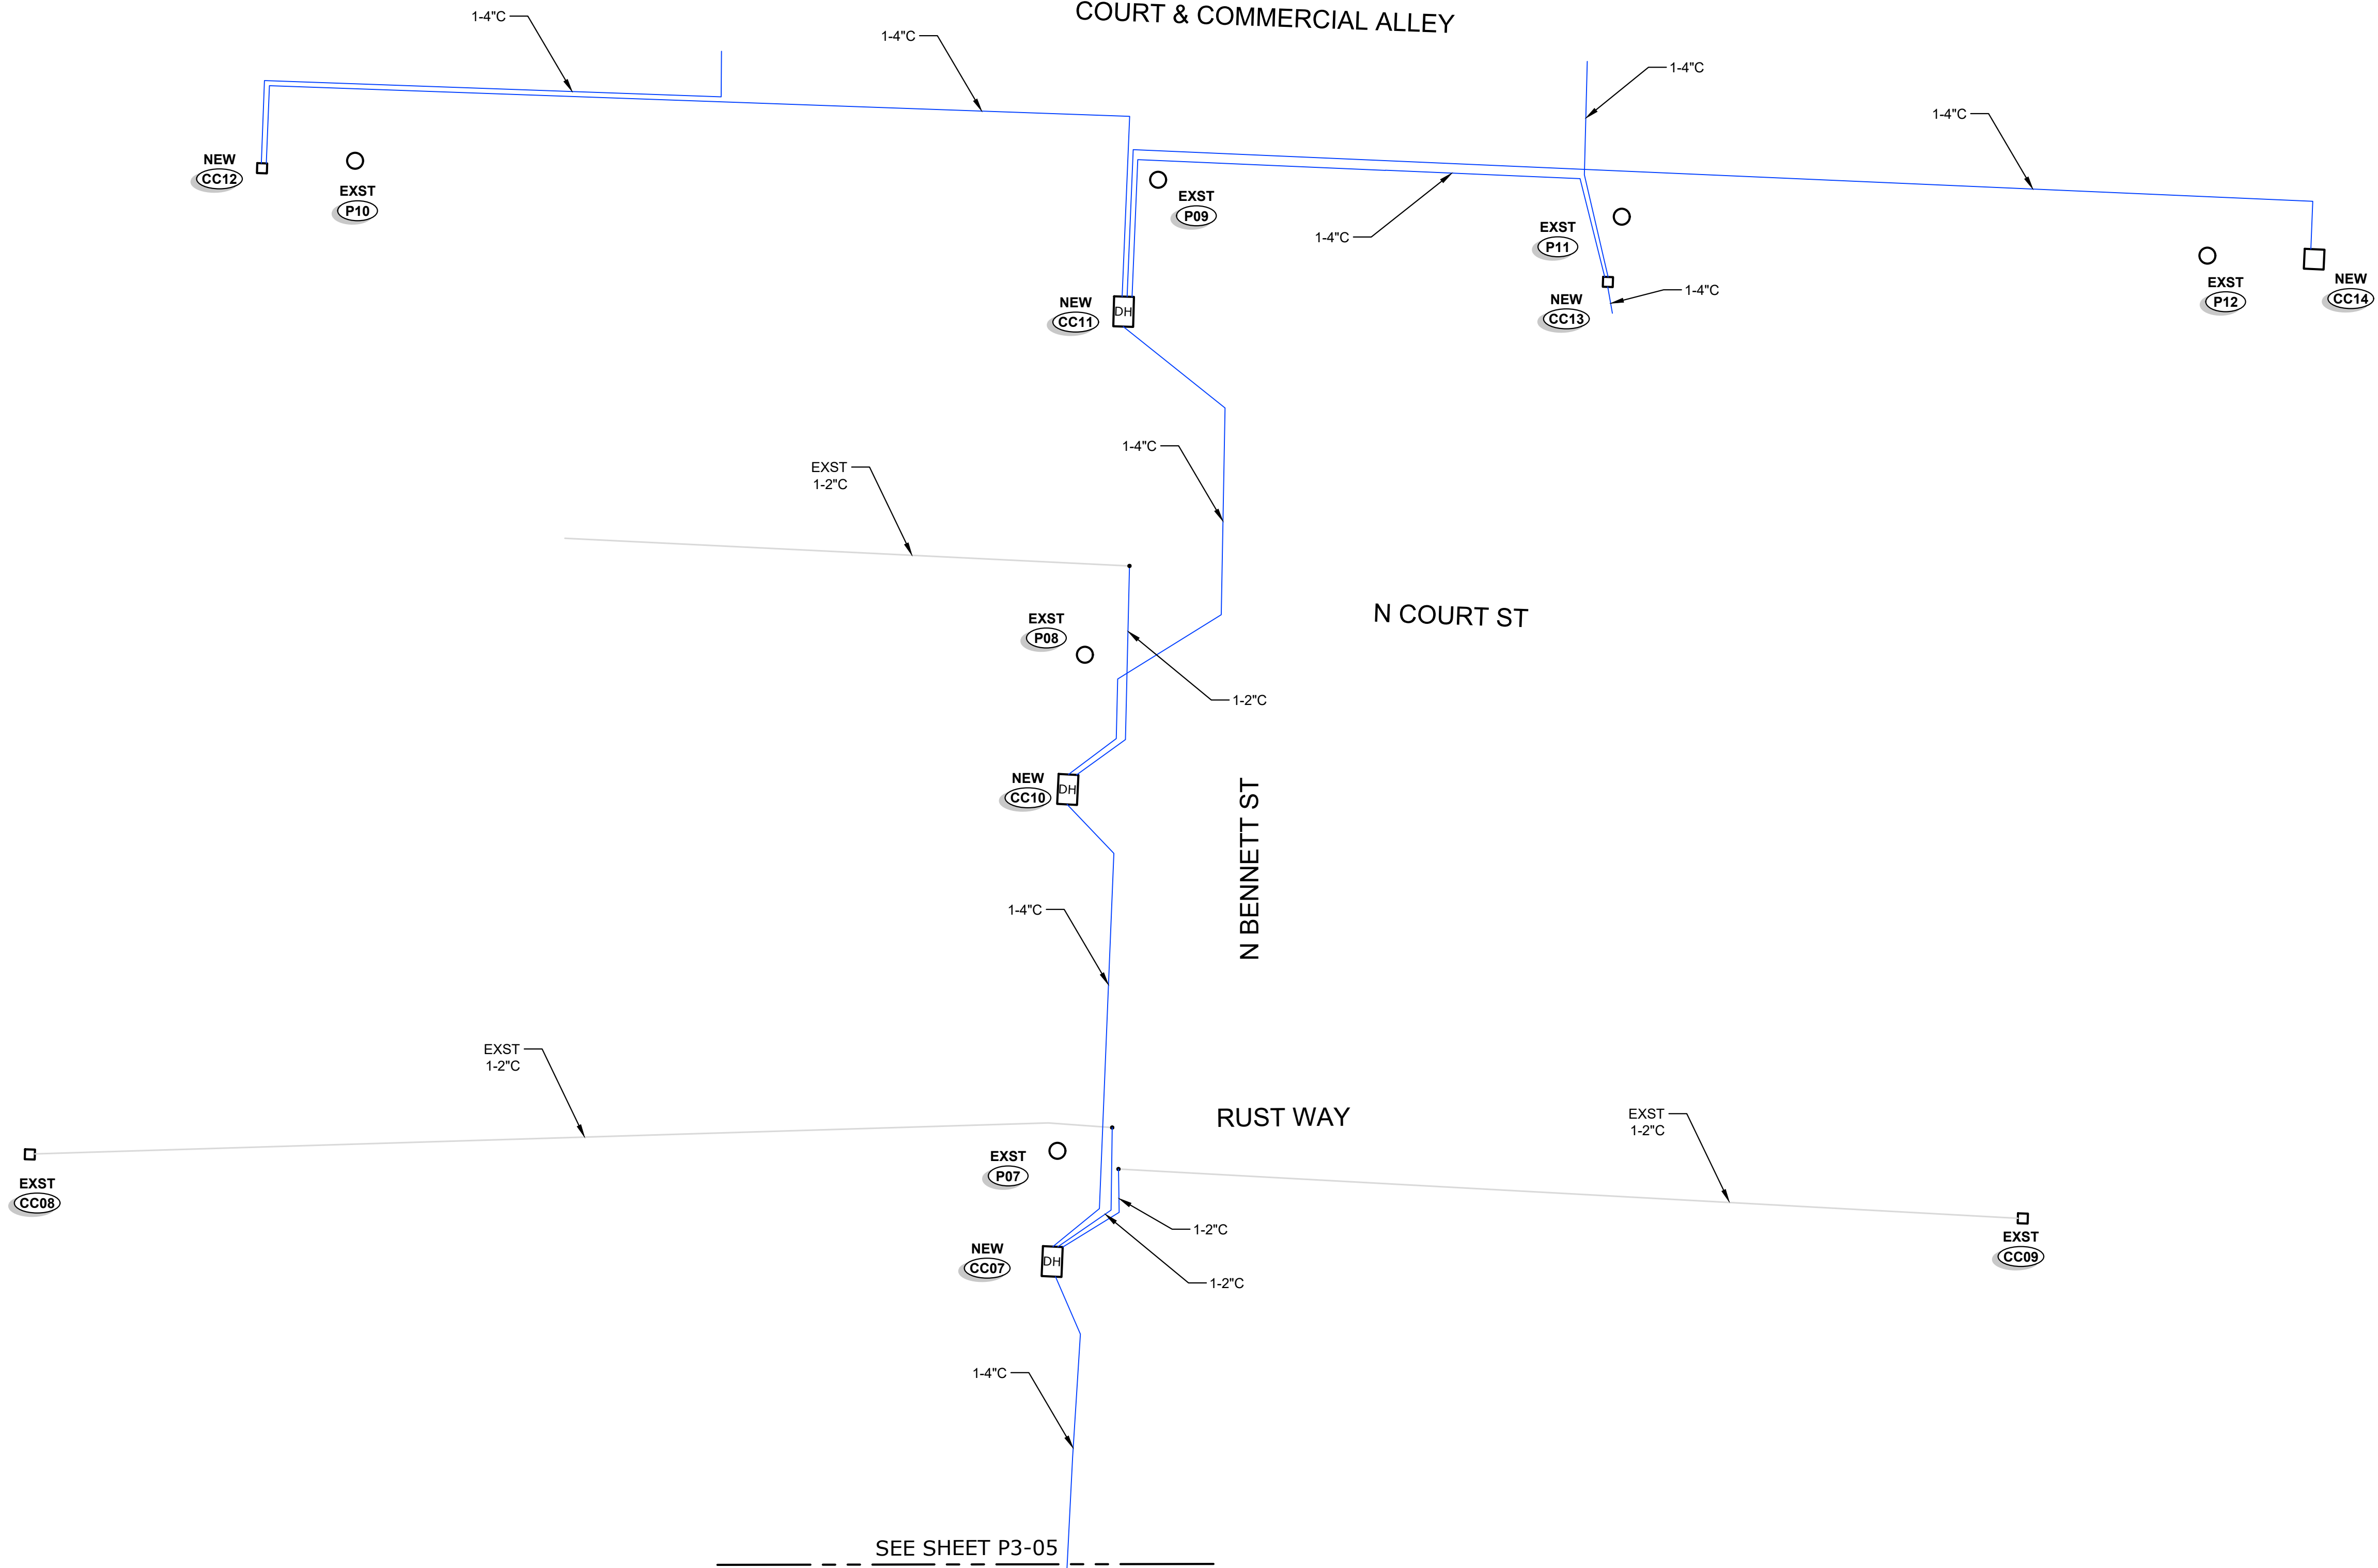 COURT & COMMERCIAL ALLEY
1-4"C
1-4"C
1-4"C
1-4"C
NEW
CC12
EXST
P10
EXST
P09
1-4"C
EXST
P11
NEW
CC13
1-4"C
EXST
P12
NEW
CC14
NEW
CC11
DH
1-4"C
EXST
1-2"C
N COURT ST
EXST
P08
1-2"C
NEW
CC10
DH
N BENNETT ST
1-4"C
EXST
1-2"C
RUST WAY
EXST
1-2"C
EXST
CC08
EXST
P07
1-2"C
EXST
CC09
NEW
CC07
DH
1-2"C
1-4"C
SEE SHEET P3-05